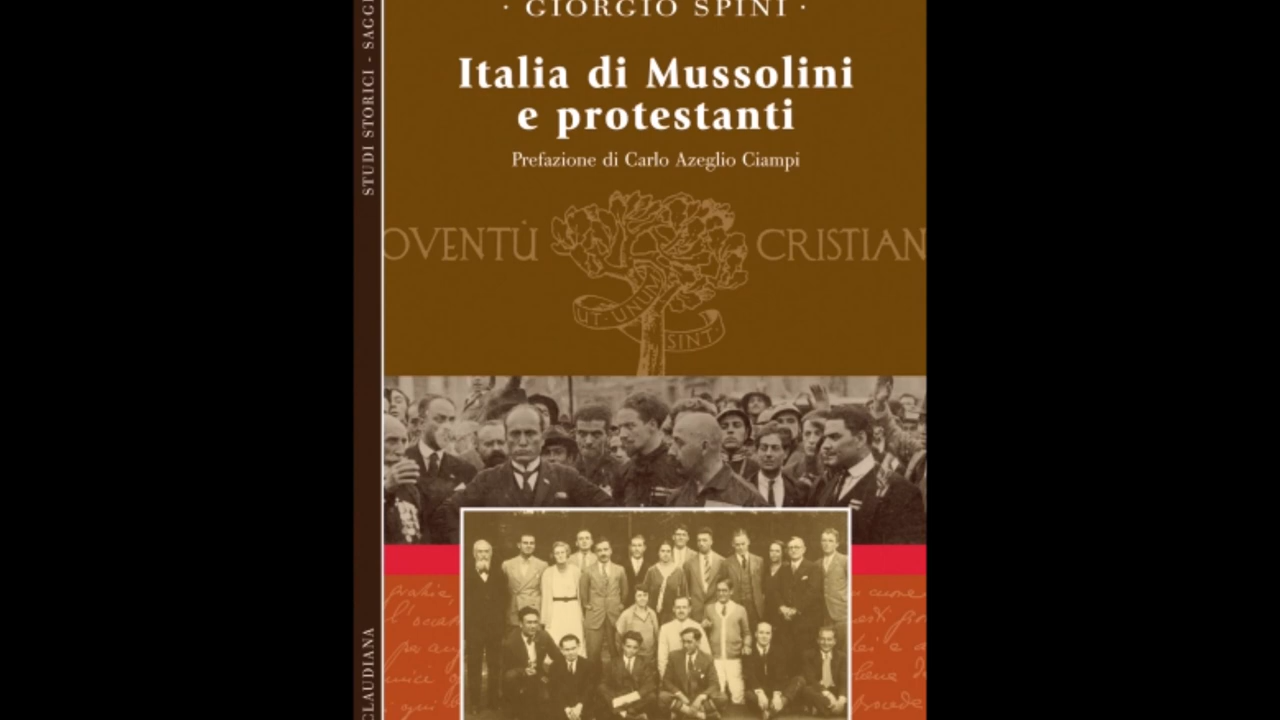 · GIORGIO SPINI ·
Italia di Mussolini
e protestanti
Prefazione di Carlo Azeglio Ciampi
OVENTÙ CRISTIAN
UT·UNUM
SINT·
STUDI STORICI - SAGGI
CLAUDIANA